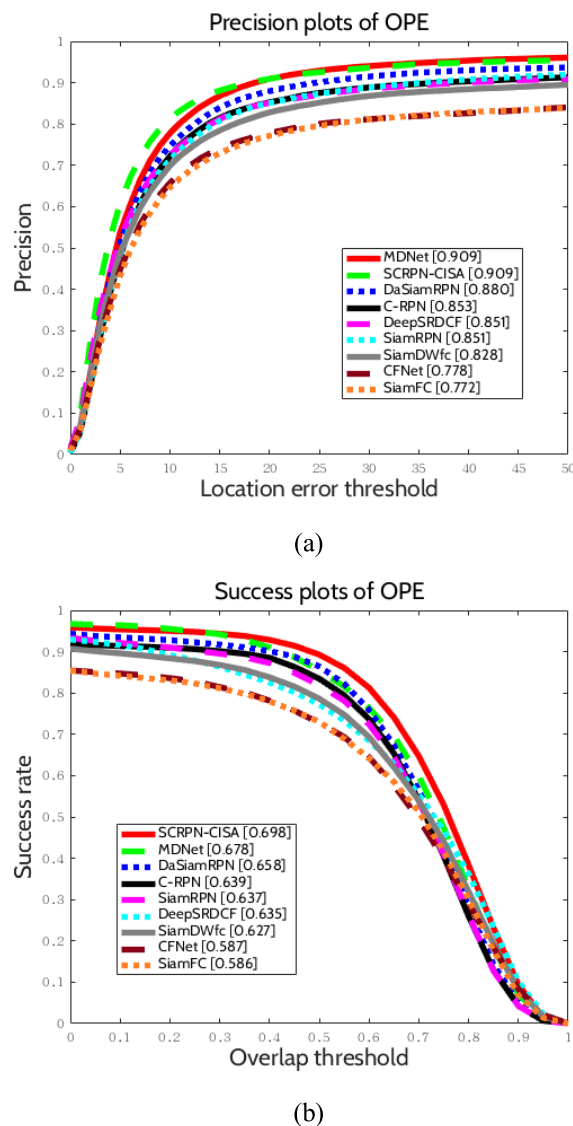 Precision plots of OPE
1
0.9
0.8
0.7
0.6
0.5
0.4
0.3
0.2
0.1
0
Precision
MDNet [0.909]
SCRPN-CISA [0.909]
DaSiamRPN [0.880]
C-RPN [0.853]
DeepSRDCF [0.851]
SiamRPN [0.851]
SiamDWfc [0.828]
CFNet [0.778]
SiamFC [0.772]
0 5 10 15 20 25 30 35 40 45 50
Location error threshold
(a)
Success plots of OPE
1
0.9
0.8
0.7
0.6
0.5
0.4
0.3
0.2
0.1
0
Success rate
SCRPN-CISA [0.698]
MDNet [0.678]
DaSiamRPN [0.658]
C-RPN [0.639]
SiamRPN [0.637]
DeepSRDCF [0.635]
SiamDWfc [0.627]
CFNet [0.587]
SiamFC [0.586]
0 0.1 0.2 0.3 0.4 0.5 0.6 0.7 0.8 0.9 1
Overlap threshold
(b)